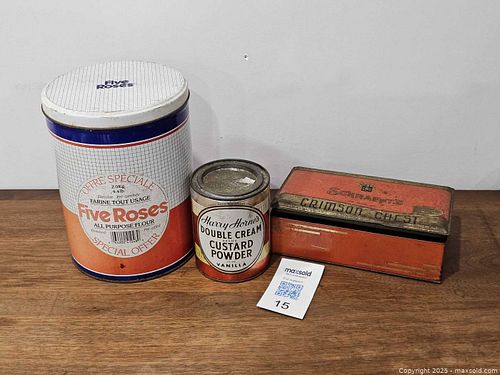 Five
Roses
OFFRE SPÉCIALE
2.0kg
4.4lb.
FARINE TOUT USAGE
Five Roses
ALL PURPOSE FLOUR
SPECIAL OFFER
Harry Horne's
DOUBLE CREAM
CUSTARD
POWDER
VANILLA
SCHRAFFT'S
CRIMSON CHEST
maxsold
15
Copyright 2025 - maxsold.com